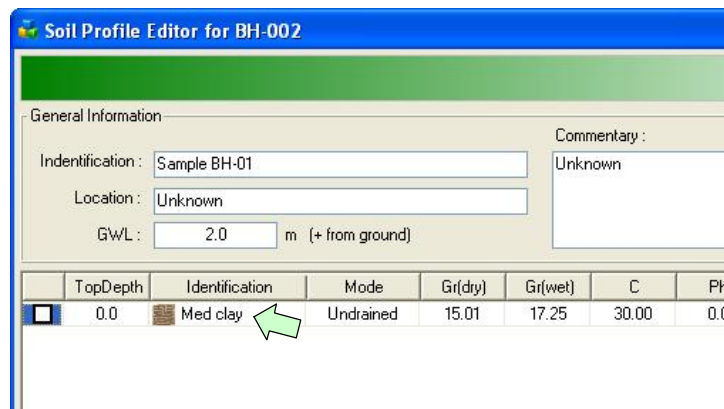 Soil Profile Editor for BH-002
General Information
Commentary :
Indentification : Sample BH-01
Unknown
Location : Unknown
GWL : 2.0 m (+ from ground)
TopDepth Identification Mode Gr(dry) Gr(wet) C
0.0 Med clay Undrained 15.01 17.25 30.00